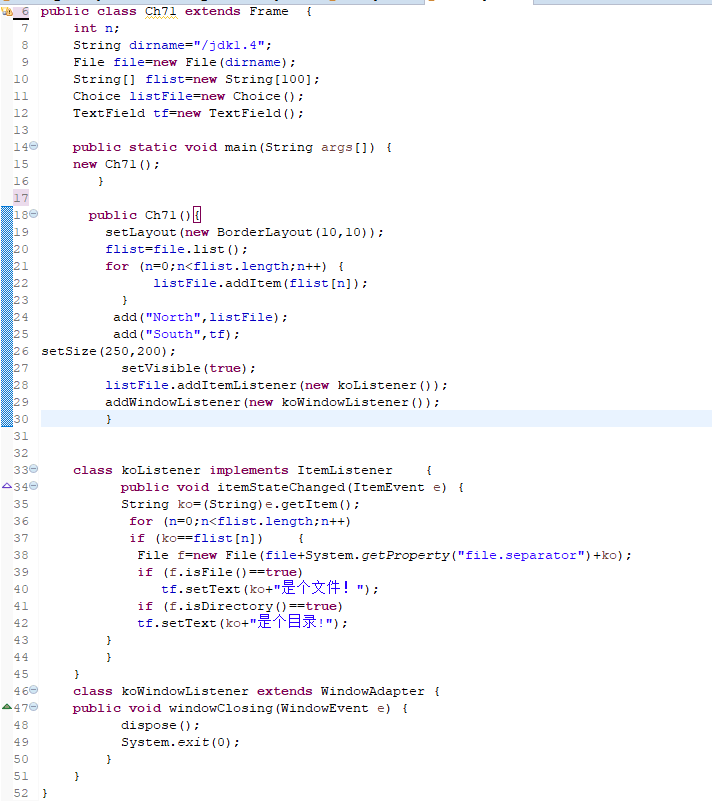 6 public class Ch71 extends Frame  {
7     int n;
8     String dirname="/jdk1.4";
9     File file=new File(dirname);
10     String[] flist=new String[100];
11     Choice listFile=new Choice();
12     TextField tf=new TextField();
13
14     public static void main(String args[]) {
15     new Ch71();
16        }
17
18       public Ch71(){
19         setLayout(new BorderLayout(10,10));
20         flist=file.list();
21         for (n=0;n<flist.length;n++) {
22               listFile.addItem(flist[n]);
23           }
24          add("North",listFile);
25          add("South",tf);
26 setSize(250,200);
27           setVisible(true);
28         listFile.addItemListener(new koListener());
29         addWindowListener(new koWindowListener());
30         }
31
32
33     class koListener implements ItemListener    {
34           public void itemStateChanged(ItemEvent e) {
35           String ko=(String)e.getItem();
36            for (n=0;n<flist.length;n++)
37            if (ko==flist[n])    {
38             File f=new File(file+System.getProperty("file.separator")+ko);
39             if (f.isFile()==true)
40                tf.setText(ko+"是个文件！");
41             if (f.isDirectory()==true)
42             tf.setText(ko+"是个目录!");
43         }
44         }
45     }
46     class koWindowListener extends WindowAdapter {
47     public void windowClosing(WindowEvent e) {
48           dispose();
49           System.exit(0);
50         }
51     }
52 }